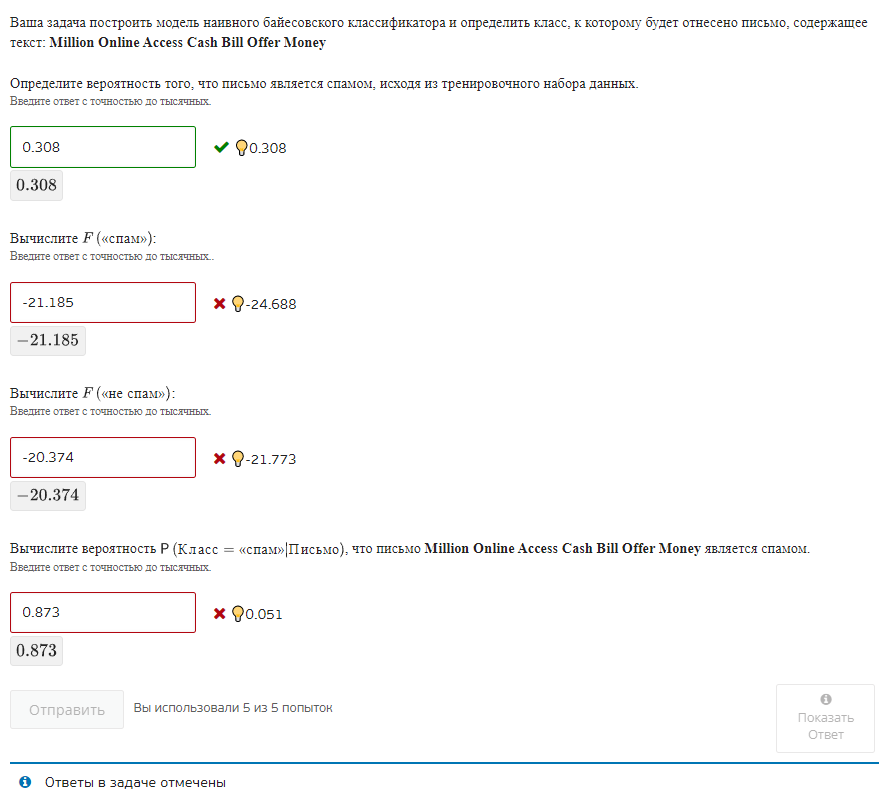 Ваша задача построить модель наивного байесовского классификатора и определить класс, к которому будет отнесено письмо, содержащее
текст: Million Online Access Cash Bill Offer Money
Определите вероятность того, что письмо является спамом, исходя из тренировочного набора данных.
Введите ответ с точностью до тысячных.
0.308
0.308
0.308
Вычислите F («спам»):
Введите ответ с точностью до тысячных..
-21.185
-24.688
−21.185
Вычислите F («не спам»):
Введите ответ с точностью до тысячных.
-20.374
-21.773
−20.374
Вычислите вероятность P (Класс = «спам»|Письмо), что письмо Million Online Access Cash Bill Offer Money является спамом.
Введите ответ с точностью до тысячных.
0.873
0.051
0.873
Отправить
Вы использовали 5 из 5 попыток
Показать
Ответ
Ответы в задаче отмечены